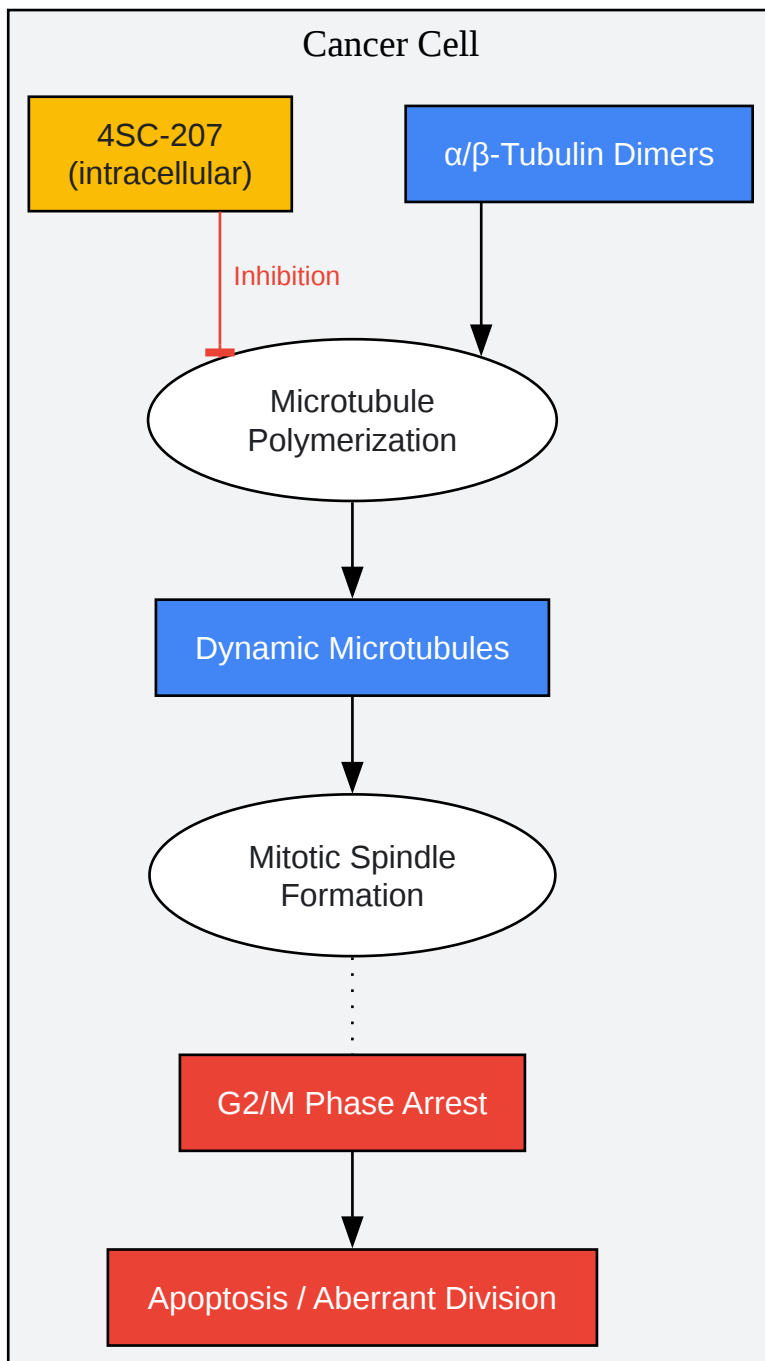 Cancer Cell
4SC-207
(intracellular)
α/β-Tubulin Dimers
Inhibition
Microtubule
Polymerization
Dynamic Microtubules
Mitotic Spindle
Formation
G2/M Phase Arrest
Apoptosis / Aberrant Division